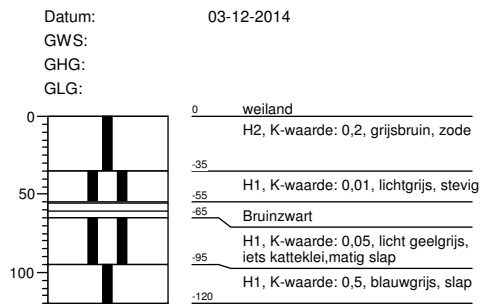 Datum: 03-12-2014
GWS:
GHG:
GLG:
0
50
100
0 weiland
H2, K-waarde: 0,2, grijsbruin, zode
-35
H1, K-waarde: 0,01, lichtgrijs, stevig
-55
-65 Bruinzwart
H1, K-waarde: 0,05, licht geelgrijs,
iets katteklei,matig slap
-95
H1, K-waarde: 0,5, blauwgrijs, slap
-120